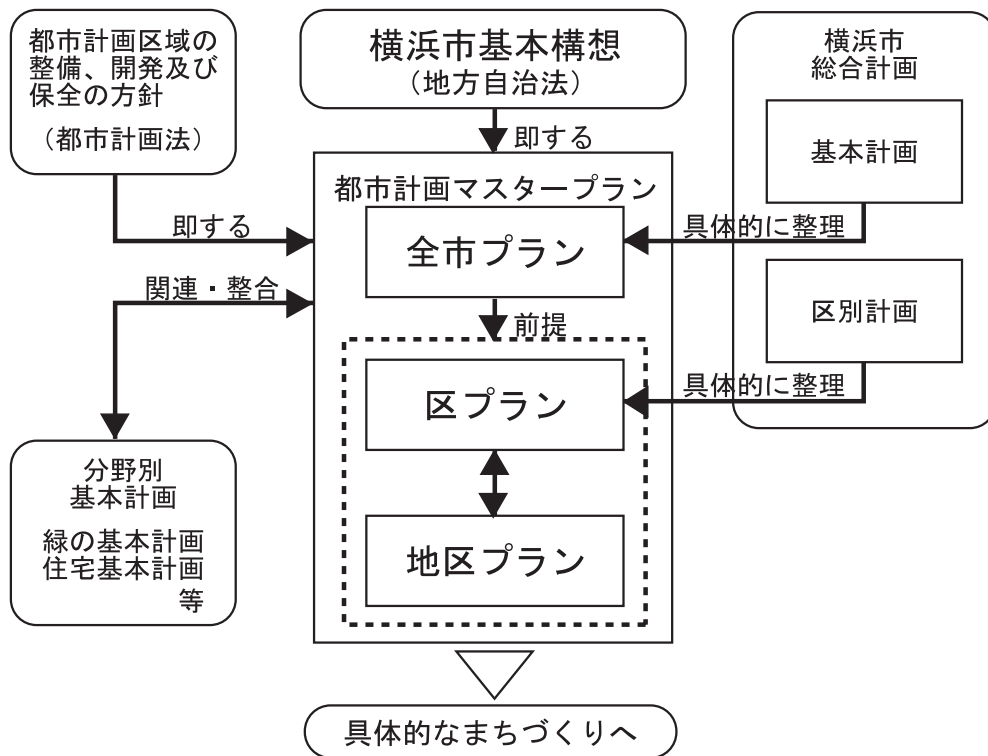 都市計画区域の
整備、開発及び
保全の方針
（都市計画法）
横浜市基本構想
（地方自治法）
横浜市
総合計画
基本計画
即する
都市計画マスタープラン
具体的に整理
即する
全市プラン
関連・整合
区別計画
前提
具体的に整理
区プラン
分野別
基本計画
緑の基本計画
住宅基本計画
等
地区プラン
具体的なまちづくりへ